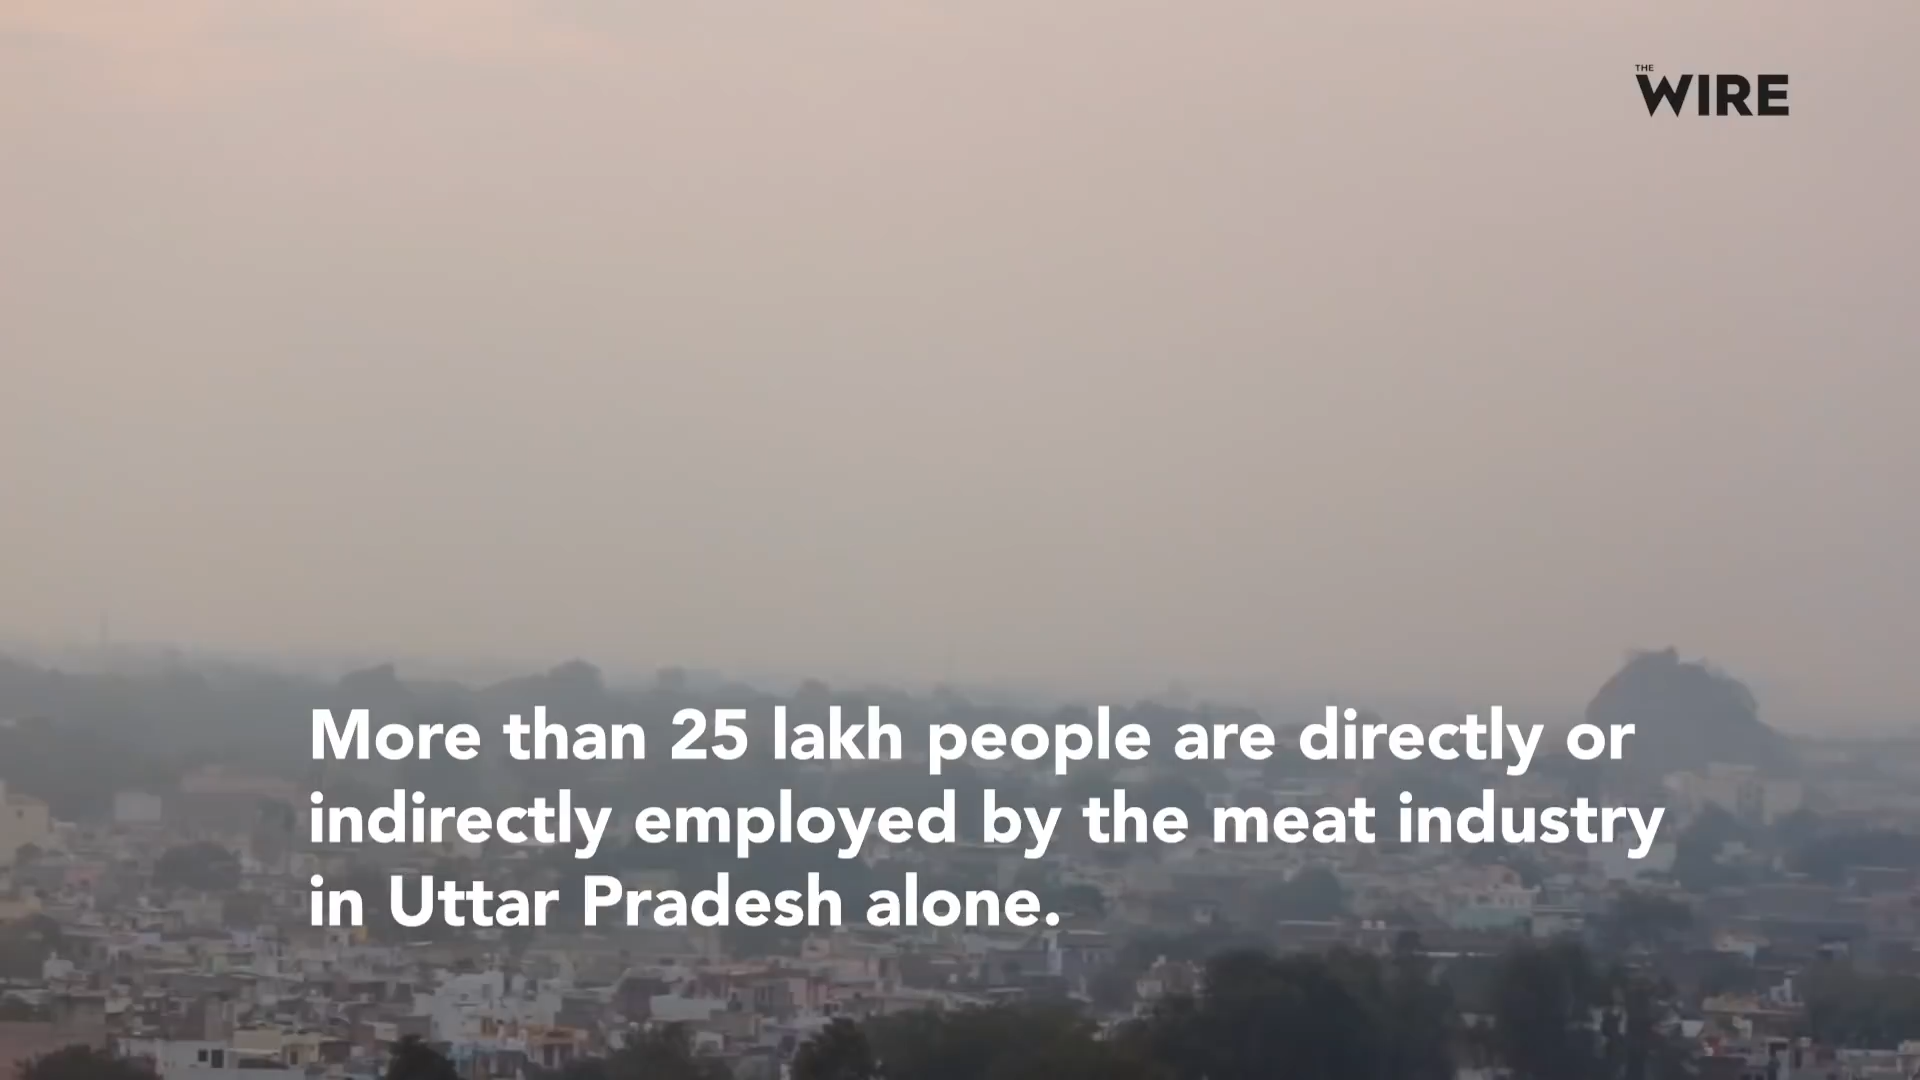 THE
WIRE
More than 25 lakh people are directly or
indirectly employed by the meat industry
in Uttar Pradesh alone.